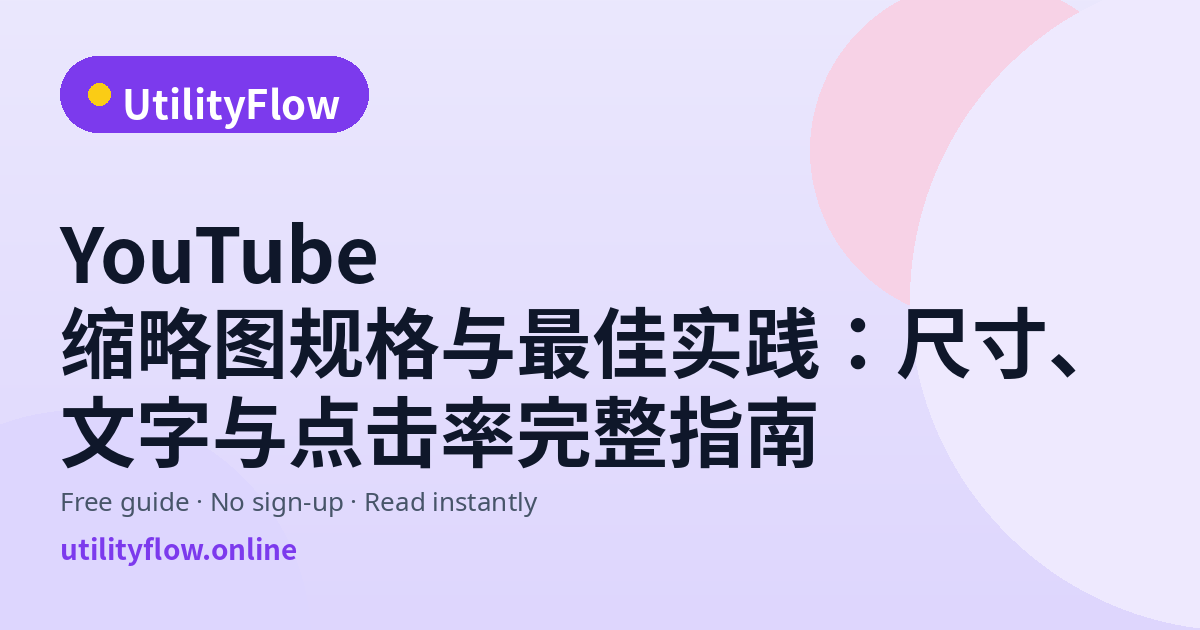 UtilityFlow
YouTube
缩略图规格与最佳实践：尺寸、
文字与点击率完整指南
Free guide · No sign-up · Read instantly
utilityflow.online